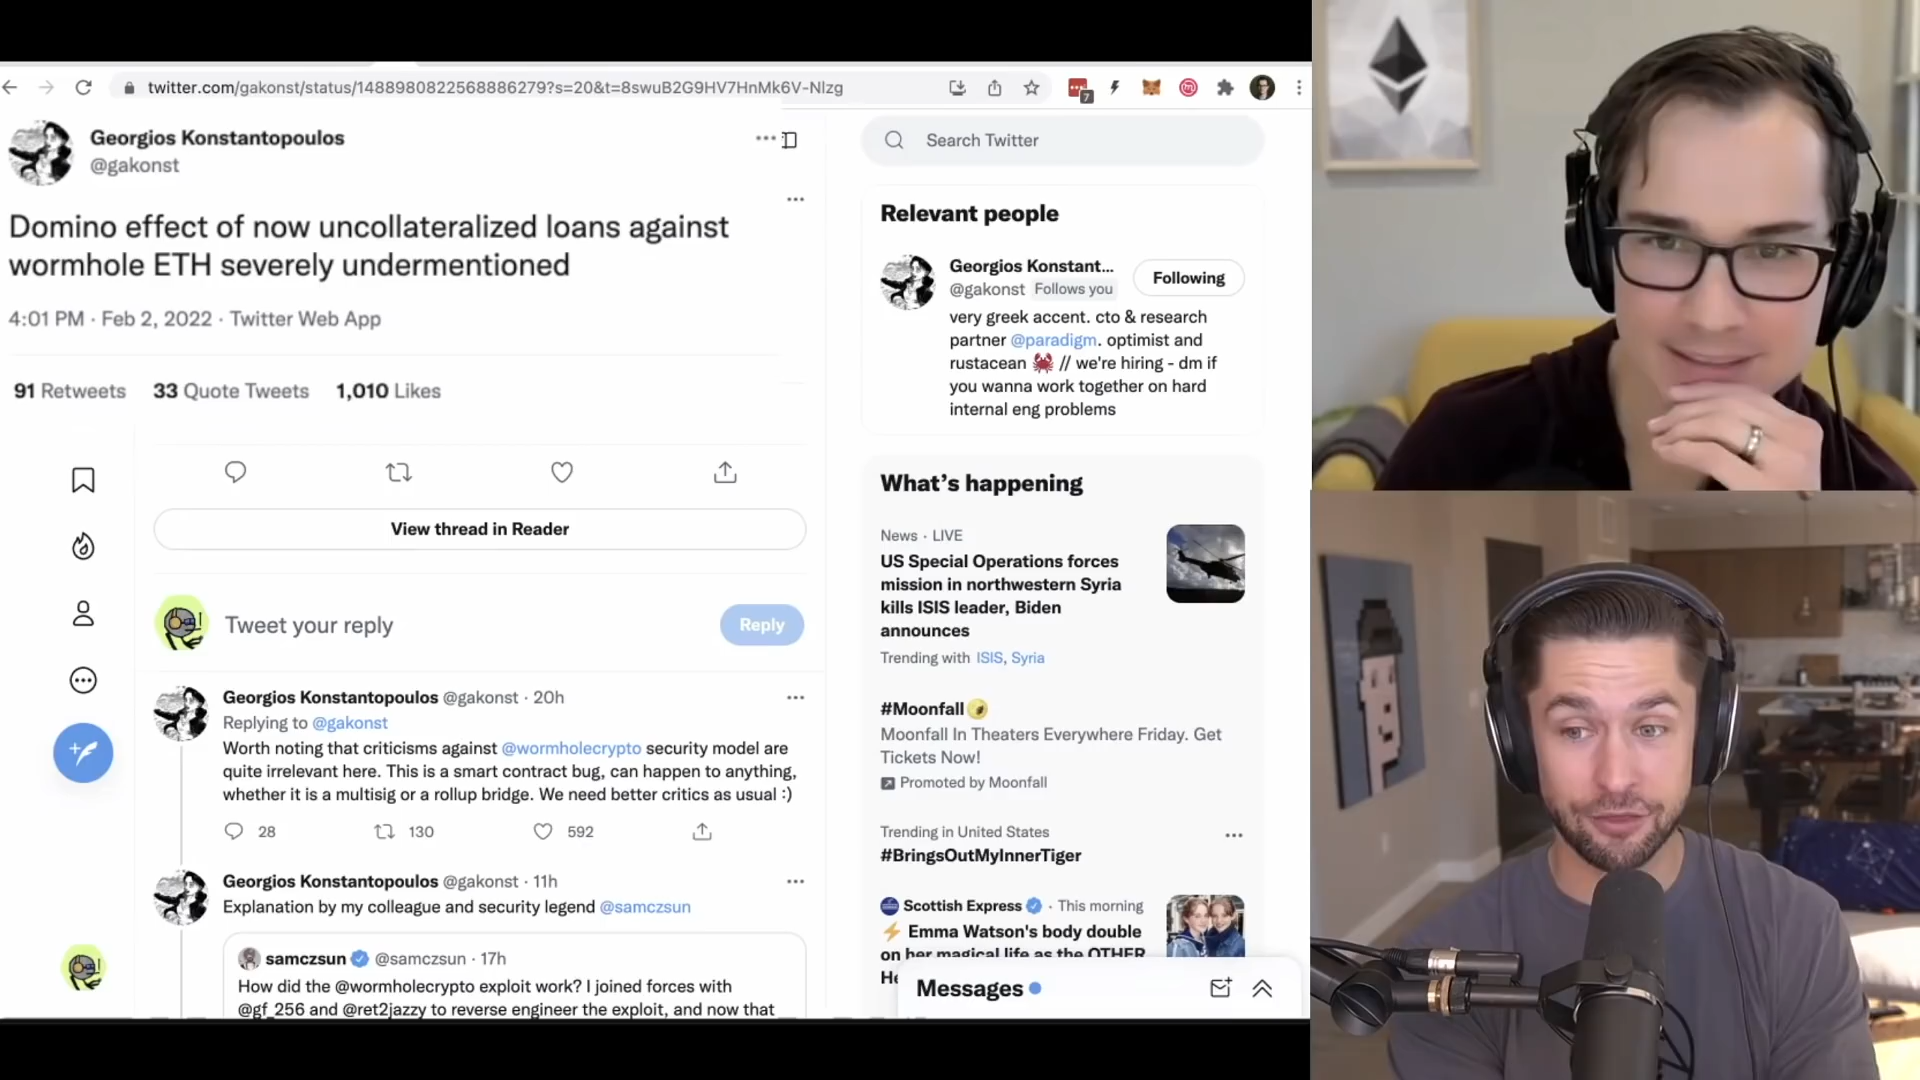 twitter.com/gakonst/status/1488980822568886279?s=20&t=8swuB2G9HV7HnMk6V-Nlzg
7
Georgios Konstantopoulos
@gakonst
Domino effect of now uncollateralized loans against
wormhole ETH severely undermentioned
4:01 PM · Feb 2, 2022 · Twitter Web App
91 Retweets 33 Quote Tweets 1,010 Likes
View thread in Reader
Tweet your reply
Reply
Georgios Konstantopoulos @gakonst · 20h
Replying to @gakonst
Worth noting that criticisms against @wormholecrypto security model are
quite irrelevant here. This is a smart contract bug, can happen to anything,
whether it is a multisig or a rollup bridge. We need better critics as usual :)
28 130 592
Georgios Konstantopoulos @gakonst · 11h
Explanation by my colleague and security legend @samczsun
samczsun @samczsun · 17h
How did the @wormholecrypto exploit work? I joined forces with
@gf_256 and @ret2jazzy to reverse engineer the exploit, and now that
Search Twitter
Relevant people
Georgios Konstant...
@gakonst Follows you
Following
very greek accent. cto & research
partner @paradigm. optimist and
rustacean 🦀 // we're hiring - dm if
you wanna work together on hard
internal eng problems
What's happening
News · LIVE
US Special Operations forces
mission in northwestern Syria
kills ISIS leader, Biden
announces
Trending with ISIS, Syria
#Moonfall
Moonfall In Theaters Everywhere Friday. Get
Tickets Now!
Promoted by Moonfall
Trending in United States
#BringsOutMyInnerTiger
Scottish Express · This morning
⚡ Emma Watson's body double
on her magical life as the OTHER
He
Messages